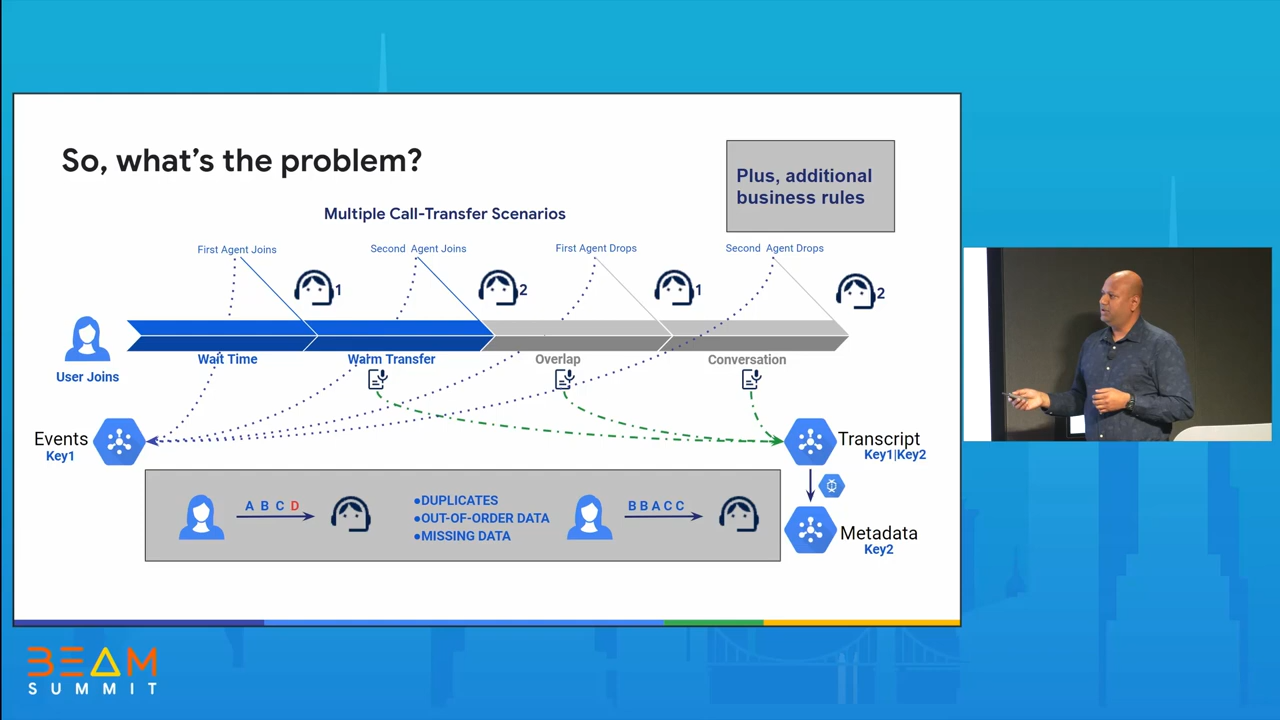 So, what's the problem?
Plus, additional
business rules
Multiple Call-Transfer Scenarios
First Agent Joins
Second Agent Joins
First Agent Drops
Second Agent Drops
1
2
1
2
User Joins
Wait Time
Warm Transfer
Overlap
Conversation
Events
Key1
Transcript
Key1|Key2
A B C D
●DUPLICATES
●OUT-OF-ORDER DATA
●MISSING DATA
B B A C C
Metadata
Key2
BEAM
SUMMIT